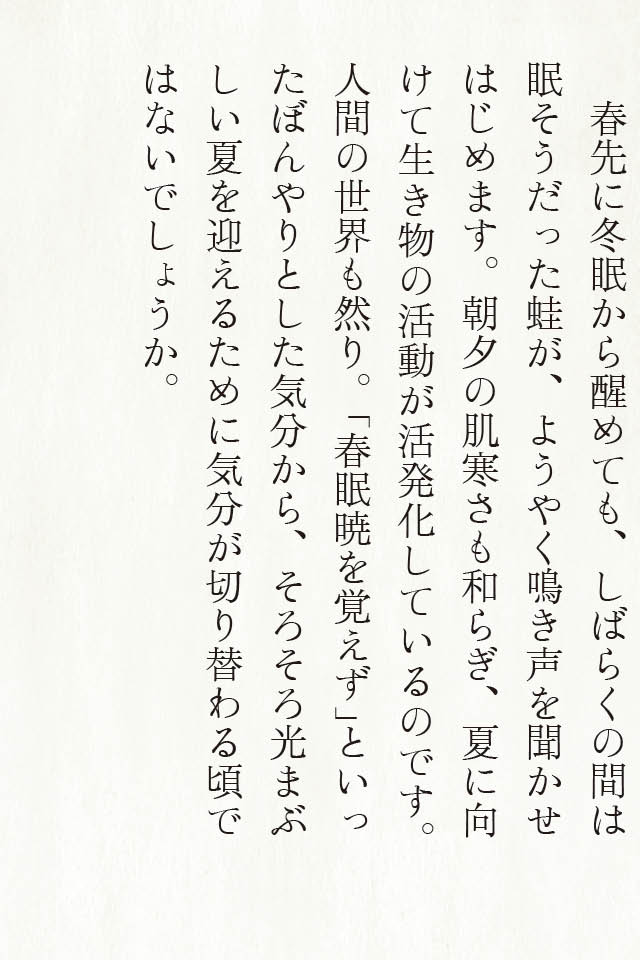 春先に冬眠から醒めても、しばらくの間は
眠そうだった蛙が、ようやく鳴き声を聞かせ
はじめます。朝夕の肌寒さも和らぎ、夏に向
けて生き物の活動が活発化しているのです。
人間の世界も然り。「春眠暁を覚えず」といっ
たぼんやりとした気分から、そろそろ光まぶ
しい夏を迎えるために気分が切り替わる頃で
はないでしょうか。